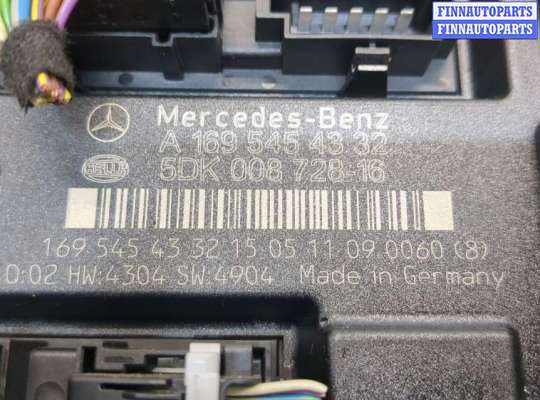 FINNAUTOPARTS
FINNAUTOPARTS
FINNAUTOPARTS
Mercedes-Benz
A 169 545 43 32
5DK 008 728-16
169 545 43 32 15 05 11 09 0060 (8)
D:02 HW:4304 SW:4904 Made in Germany